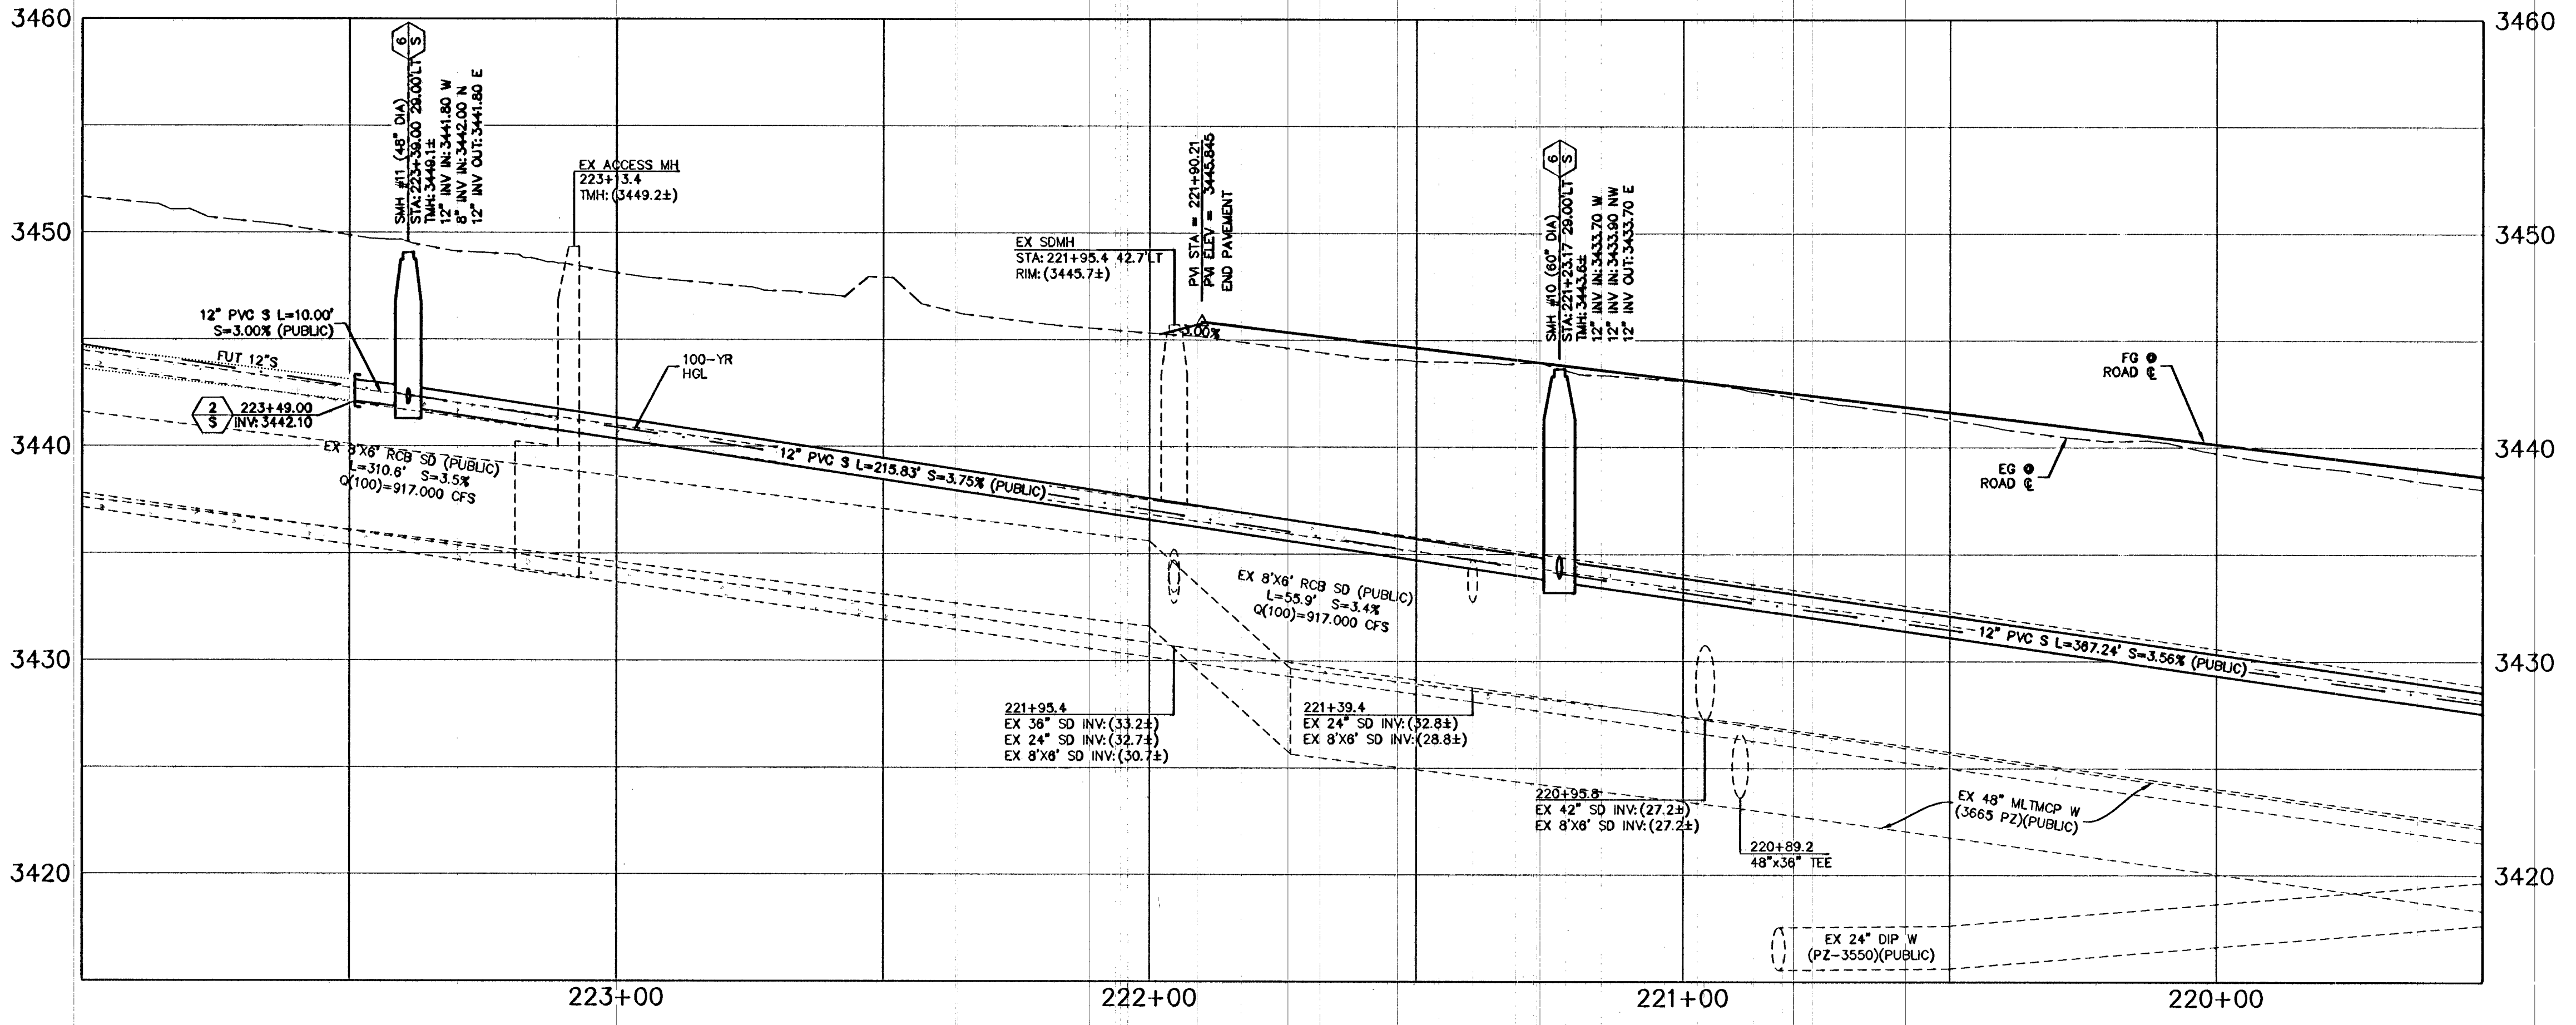 3460
3460
6
S
SMH #11 (48" DIA)
STA: 223+39.00 29.00'LT
TMH: 3449.1±
12" INV IN: 3441.80 W
8" INV IN: 3442.00 N
12" INV OUT: 3441.80 E
EX ACCESS MH
223+13.4
TMH: (3449.2±)
PVI STA = 221+90.21
PVI ELEV = 3445.845
END PAVEMENT
6
S
SMH #10 (60" DIA)
STA: 221+23.17 29.00'LT
TMH: 3443.6±
12" INV IN: 3433.70 W
12" INV IN: 3433.90 NW
12" INV OUT: 3433.70 E
3450
3450
EX SDMH
STA: 221+95.4 42.7'LT
RIM: (3445.7±)
12" PVC S L=10.00'
S=3.00% (PUBLIC)
3.00%
FUT 12"S
100-YR
HGL
FG @
ROAD ℄
2
S
223+49.00
INV: 3442.10
3440
3440
EX 8'X6' RCB SD (PUBLIC)
L=310.6' S=3.5%
Q(100)=917.000 CFS
12" PVC S L=215.83' S=3.75% (PUBLIC)
EG @
ROAD ℄
EX 8'X6' RCB SD (PUBLIC)
L=55.9' S=3.4%
Q(100)=917.000 CFS
12" PVC S L=367.24' S=3.56% (PUBLIC)
3430
3430
221+95.4
EX 36" SD INV: (33.2±)
EX 24" SD INV: (32.7±)
EX 8'X6' SD INV: (30.7±)
221+39.4
EX 24" SD INV: (32.8±)
EX 8'X6' SD INV: (28.8±)
220+95.8
EX 42" SD INV: (27.2±)
EX 8'X6' SD INV: (27.2±)
EX 48" MLTMCP W
(3665 PZ)(PUBLIC)
220+89.2
48"x36" TEE
3420
3420
EX 24" DIP W
(PZ-3550)(PUBLIC)
223+00
222+00
221+00
220+00